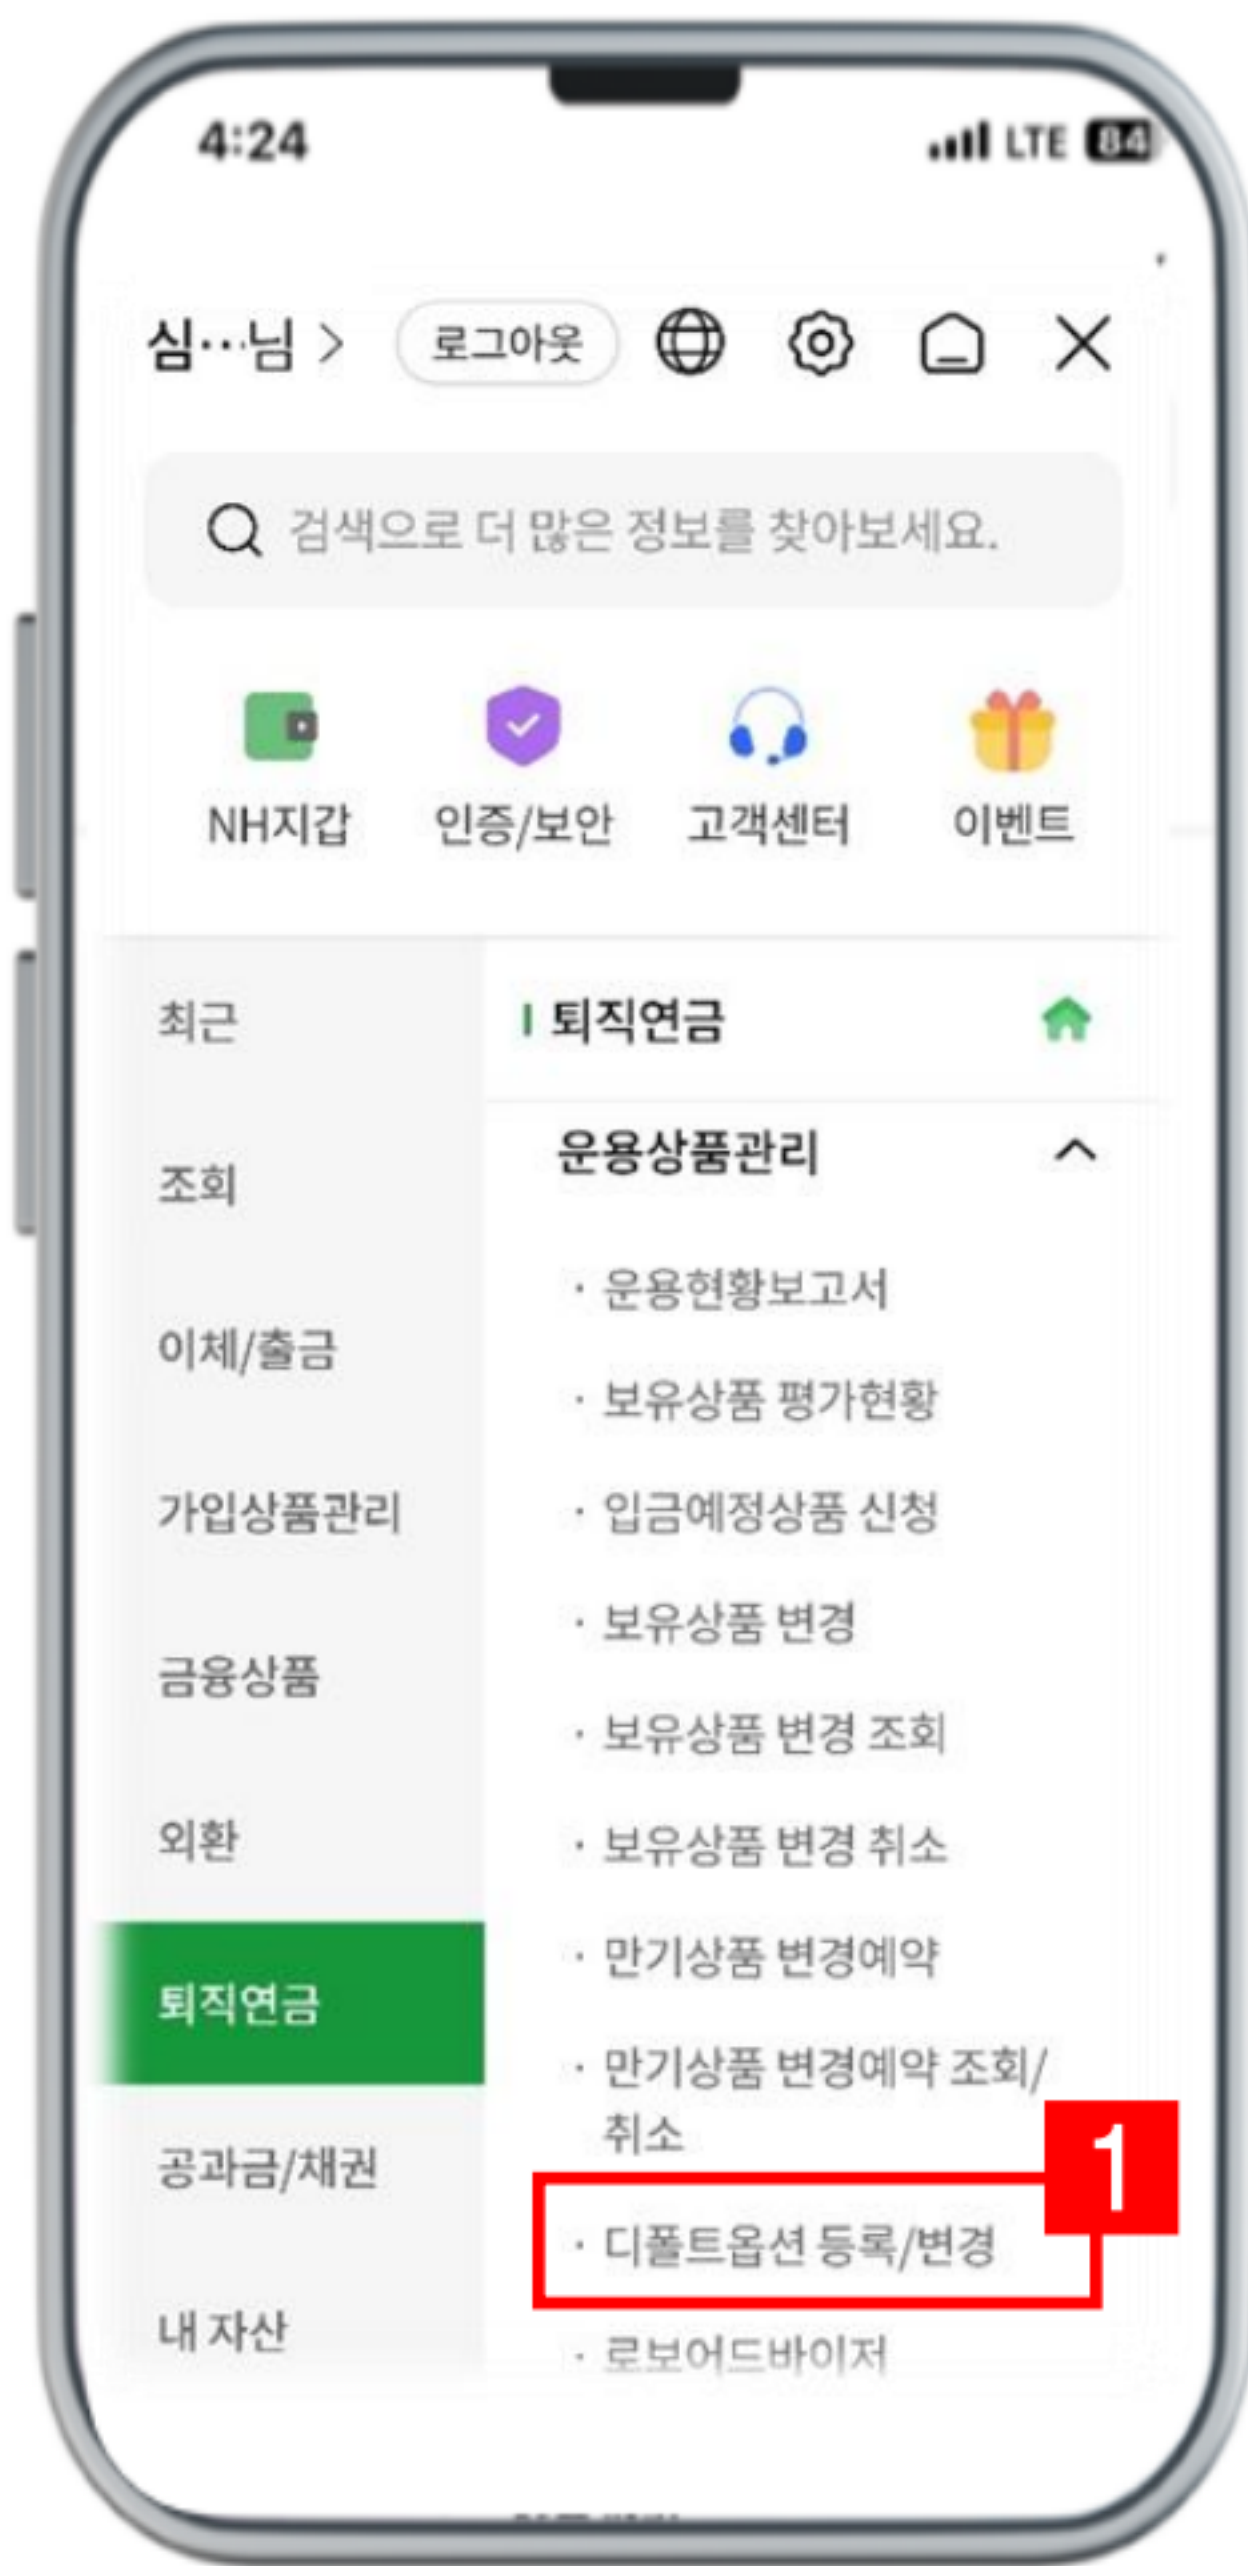 4:24 LTE 84
심…님 > 로그아웃
검색으로 더 많은 정보를 찾아보세요.
NH지갑 인증/보안 고객센터 이벤트
최근
조회
이체/출금
가입상품관리
금융상품
외환
퇴직연금
공과금/채권
내 자산
퇴직연금
운용상품관리
· 운용현황보고서
· 보유상품 평가현황
· 입금예정상품 신청
· 보유상품 변경
· 보유상품 변경 조회
· 보유상품 변경 취소
· 만기상품 변경예약
· 만기상품 변경예약 조회/
취소
1
· 디폴트옵션 등록/변경
· 로보어드바이저